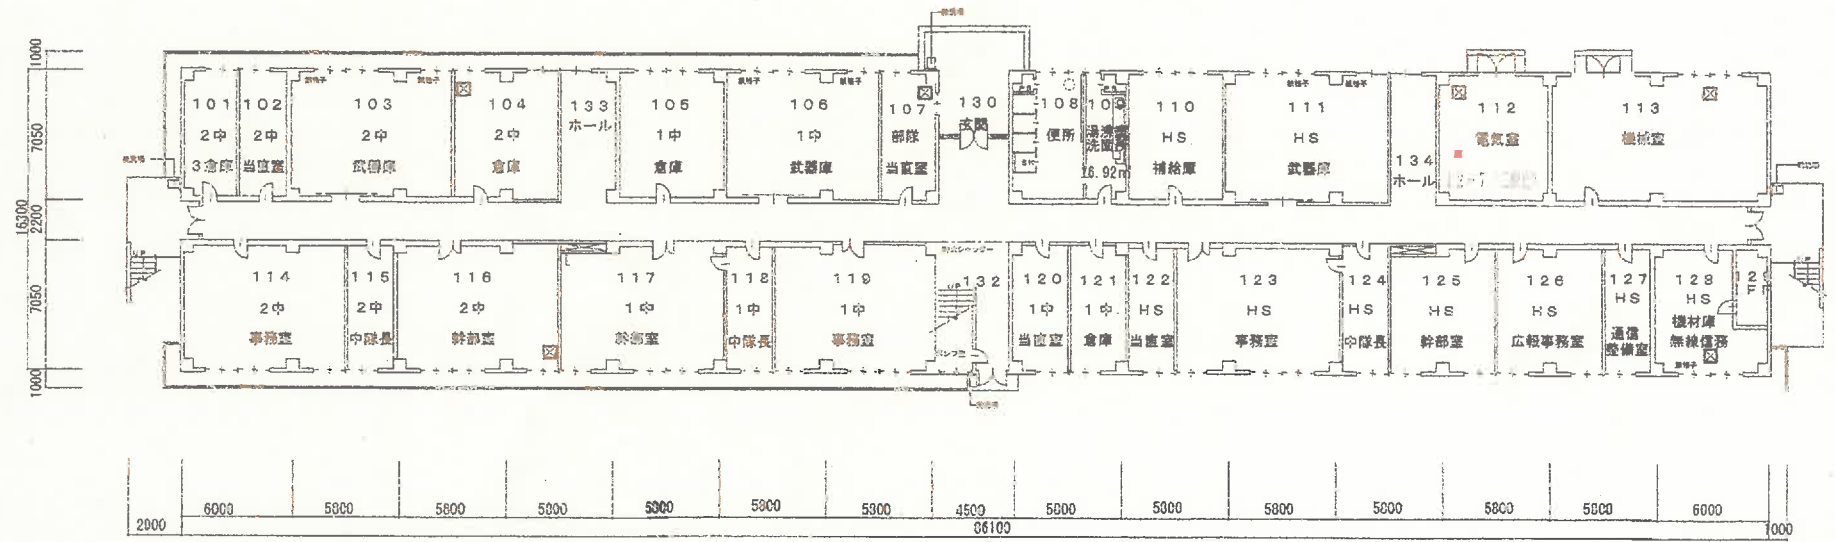 101
2中
3倉庫
102
2中
当直室
103
2中
武器庫
104
2中
倉庫
133
ホール
105
1中
倉庫
106
1中
武器庫
107
部隊
当直室
130
玄関
108
便所
109
湯沸室
洗面所
16.92㎡
110
HS
補給庫
111
HS
武器庫
134
ホール
112
電気室
113
機械室
114
2中
事務室
115
2中
中隊長
116
2中
幹部室
117
1中
幹部室
118
1中
中隊長
119
1中
事務室
132
120
1中
当直室
121
1中
倉庫
122
HS
当直室
123
HS
事務室
124
HS
中隊長
125
HS
幹部室
126
HS
広報事務室
127
HS
通信
整備室
128
HS
機材庫
無線信務
1000
7050
2200
7050
1000
16300
2000
6000
5800
5800
5800
5800
5800
5800
4500
5800
5800
5800
5800
5800
5800
6000
1000
86100